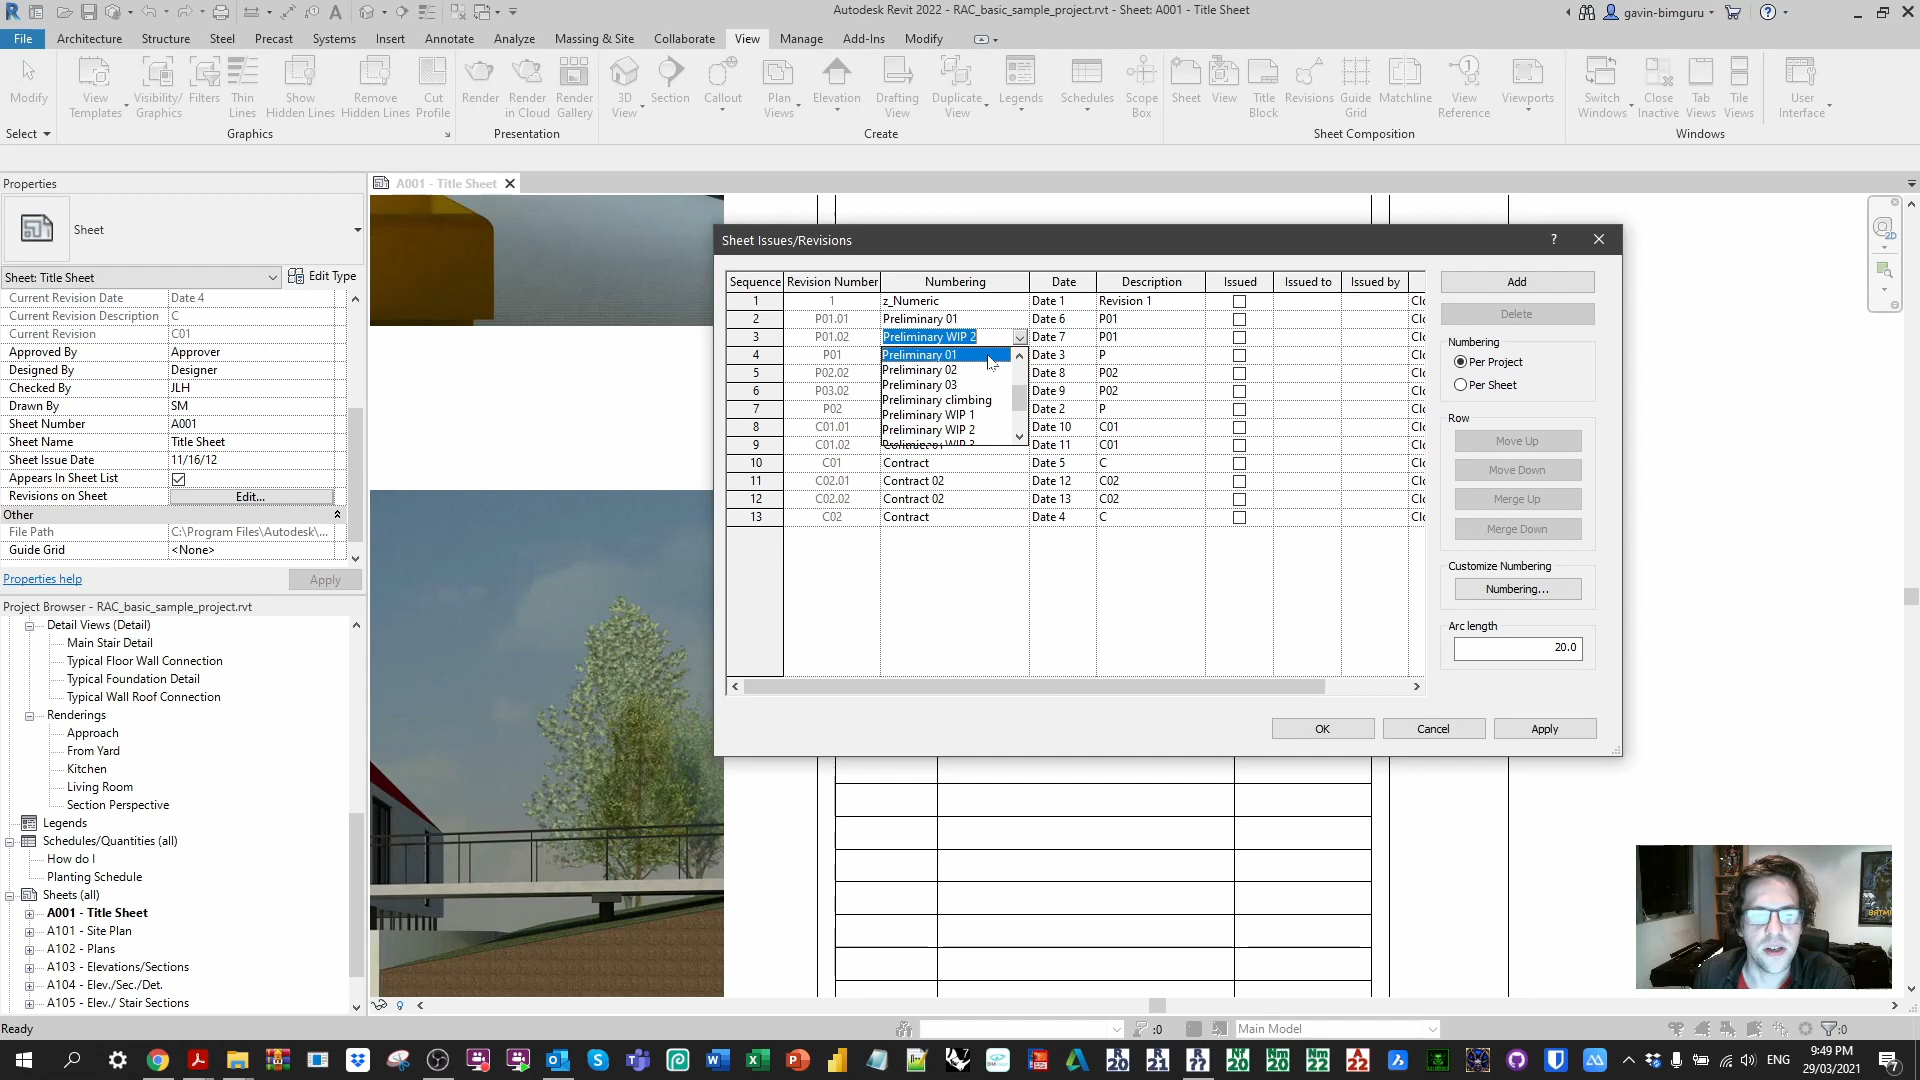 Autodesk Revit 2022 - RAC_basic_sample_project.rvt - Sheet: A001 - Title Sheet
gavin-bimguru
File Architecture Structure Steel Precast Systems Insert Annotate Analyze Massing & Site Collaborate View Manage Add-Ins Modify
Modify
View Templates
Visibility/ Graphics
Filters
Thin Lines
Show Hidden Lines
Remove Hidden Lines
Cut Profile
Render
Render in Cloud
Render Gallery
3D View
Section
Callout
Plan Views
Elevation
Drafting View
Duplicate View
Legends
Schedules
Scope Box
Sheet
View
Title Block
Revisions
Guide Grid
Matchline
View Reference
Viewports
Switch Windows
Close Inactive
Tab Views
Tile Views
User Interface
Select Graphics Presentation Create Sheet Composition Windows
Properties
A001 - Title Sheet
Sheet
Sheet: Title Sheet Edit Type
Current Revision Date Date 4
Current Revision Description C
Current Revision C01
Approved By Approver
Designed By Designer
Checked By JLH
Drawn By SM
Sheet Number A001
Sheet Name Title Sheet
Sheet Issue Date 11/16/12
Appears In Sheet List
Revisions on Sheet Edit...
Other
File Path C:\Program Files\Autodesk\...
Guide Grid <None>
Properties help Apply
Project Browser - RAC_basic_sample_project.rvt
Detail Views (Detail)
Main Stair Detail
Typical Floor Wall Connection
Typical Foundation Detail
Typical Wall Roof Connection
Renderings
Approach
From Yard
Kitchen
Living Room
Section Perspective
Legends
Schedules/Quantities (all)
How do I
Planting Schedule
Sheets (all)
A001 - Title Sheet
A101 - Site Plan
A102 - Plans
A103 - Elevations/Sections
A104 - Elev./Sec./Det.
A105 - Elev./ Stair Sections
Sheet Issues/Revisions
Sequence Revision Number Numbering Date Description Issued Issued to Issued by
1 1 z_Numeric Date 1 Revision 1 Clo
2 P01.01 Preliminary 01 Date 6 P01 Clo
3 P01.02 Preliminary WIP 2 Date 7 P01 Clo
4 P01 Date 3 P Clo
5 P02.02 Date 8 P02 Clo
6 P03.02 Date 9 P02 Clo
7 P02 Date 2 P Clo
8 C01.01 Date 10 C01 Clo
9 C01.02 Date 11 C01 Clo
10 C01 Contract Date 5 C Clo
11 C02.01 Contract 02 Date 12 C02 Clo
12 C02.02 Contract 02 Date 13 C02 Clo
13 C02 Contract Date 4 C Clo
Preliminary 01
Preliminary 02
Preliminary 03
Preliminary climbing
Preliminary WIP 1
Preliminary WIP 2
Preliminary WIP 3
Add
Delete
Numbering
Per Project
Per Sheet
Row
Move Up
Move Down
Merge Up
Merge Down
Customize Numbering
Numbering...
Arc length
20.0
OK Cancel Apply
2D
Ready
:0
Main Model
:0
ENG
9:49 PM
29/03/2021